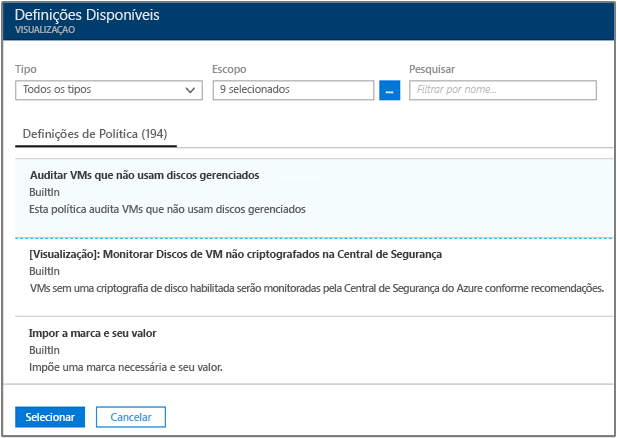 Definições Disponíveis
VISUALIZAÇAO
Tipo
Escopo
Pesquisar
Todos os tipos
9 selecionados
...
Filtrar por nome...
Definições de Política (194)
Auditar VMs que não usam discos gerenciados
BuiltIn
Esta política audita VMs que não usam discos gerenciados
[Visualização]: Monitorar Discos de VM não criptografados na Central de Segurança
BuiltIn
VMs sem uma criptografia de disco habilitada serão monitoradas pela Central de Segurança do Azure conforme recomendações.
Impor a marca e seu valor
BuiltIn
Impõe uma marca necessária e seu valor.
Selecionar
Cancelar